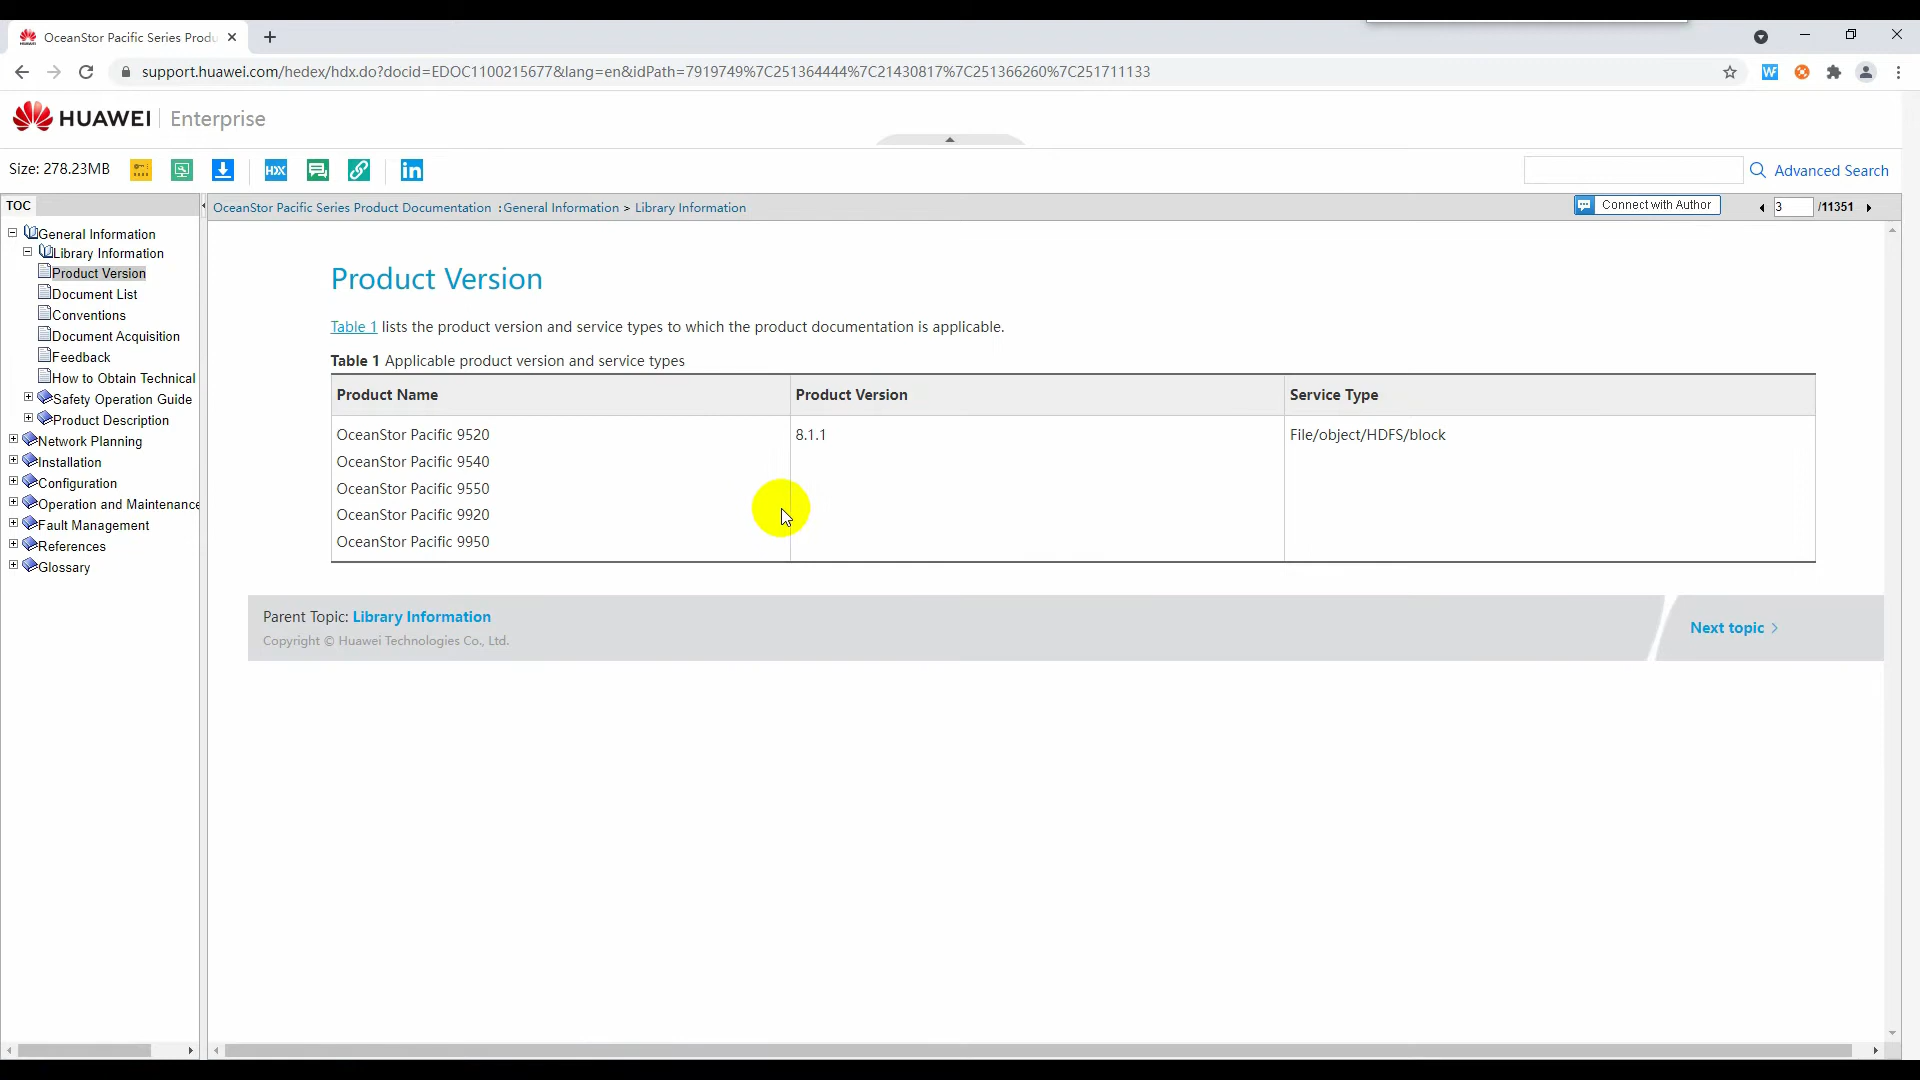 OceanStor Pacific Series Produ
support.huawei.com/hedex/hdx.do?docid=EDOC1100215677&lang=en&idPath=7919749%7C251364444%7C21430817%7C251366260%7C251711133
HUAWEI Enterprise
Size: 278.23MB
HDX
in
Advanced Search
TOC
OceanStor Pacific Series Product Documentation :General Information > Library Information
Connect with Author
3 /11351
General Information
Library Information
Product Version
Document List
Conventions
Document Acquisition
Feedback
How to Obtain Technical
Safety Operation Guide
Product Description
Network Planning
Installation
Configuration
Operation and Maintenance
Fault Management
References
Glossary
Product Version
Table 1 lists the product version and service types to which the product documentation is applicable.
Table 1 Applicable product version and service types
Product Name Product Version Service Type
OceanStor Pacific 9520 8.1.1 File/object/HDFS/block
OceanStor Pacific 9540
OceanStor Pacific 9550
OceanStor Pacific 9920
OceanStor Pacific 9950
Parent Topic: Library Information
Copyright © Huawei Technologies Co., Ltd.
Next topic >